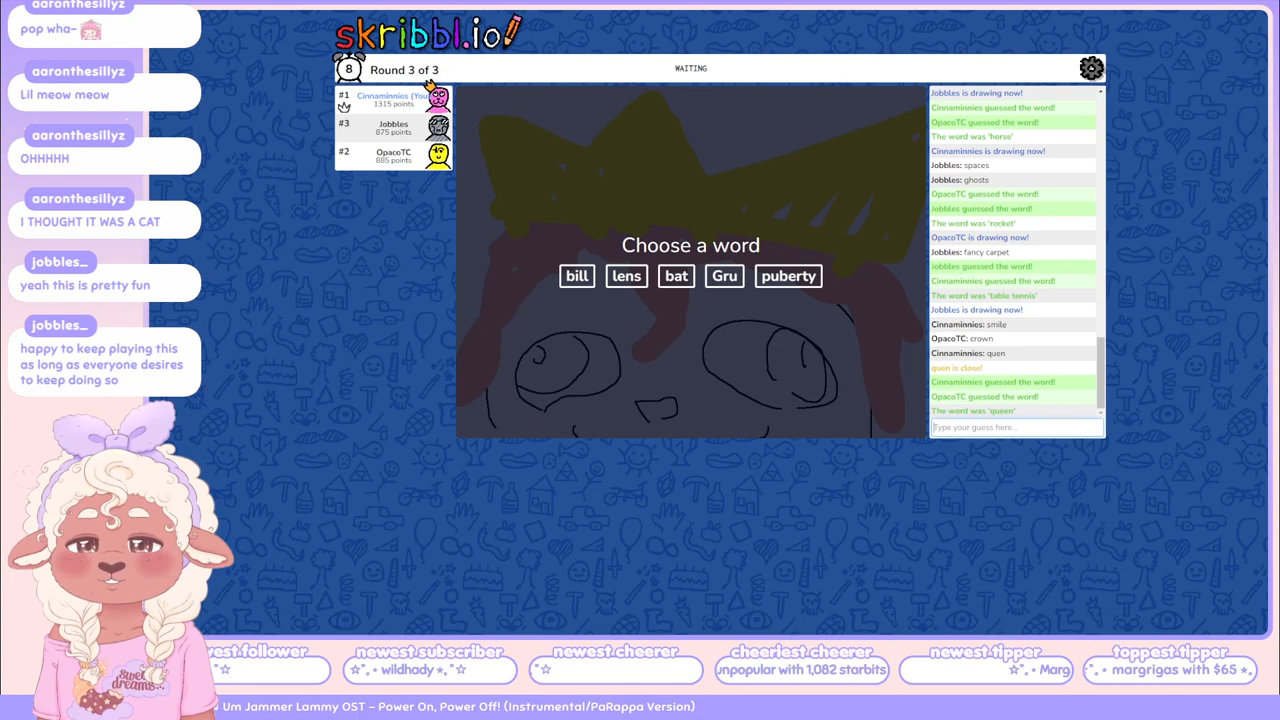 aaronthesillyz
pop wha-
aaronthesillyz
Lil meow meow
aaronthesillyz
OHHHHH
aaronthesillyz
I THOUGHT IT WAS A CAT
jobbles_
yeah this is pretty fun
jobbles_
happy to keep playing this
as long as everyone desires
to keep doing so
skribbl.io
8
Round 3 of 3
WAITING
#1
Cinnaminnies (You
1315 points
#3
Jobbles
875 points
#2
OpacoTC
885 points
Choose a word
bill
lens
bat
Gru
puberty
Jobbles is drawing now!
Cinnaminnies guessed the word!
OpacoTC guessed the word!
The word was 'horse'
Cinnaminnies is drawing now!
Jobbles: spaces
Jobbles: ghosts
OpacoTC guessed the word!
Jobbles guessed the word!
The word was 'rocket'
OpacoTC is drawing now!
Jobbles: fancy carpet
Jobbles guessed the word!
Cinnaminnies guessed the word!
The word was 'table tennis'
Jobbles is drawing now!
Cinnaminnies: smile
OpacoTC: crown
Cinnaminnies: quen
quen is close!
Cinnaminnies guessed the word!
OpacoTC guessed the word!
The word was 'queen'
Type your guess here...
sweet
dreams...
west follower
newest subscriber
wildhady
newest cheerer
cheeriest cheerer
unpopular with 1,082 starbits
newest tipper
Marg
toppest tipper
margrigas with $65
Um Jammer Lammy OST - Power On, Power Off! (Instrumental/PaRappa Version)